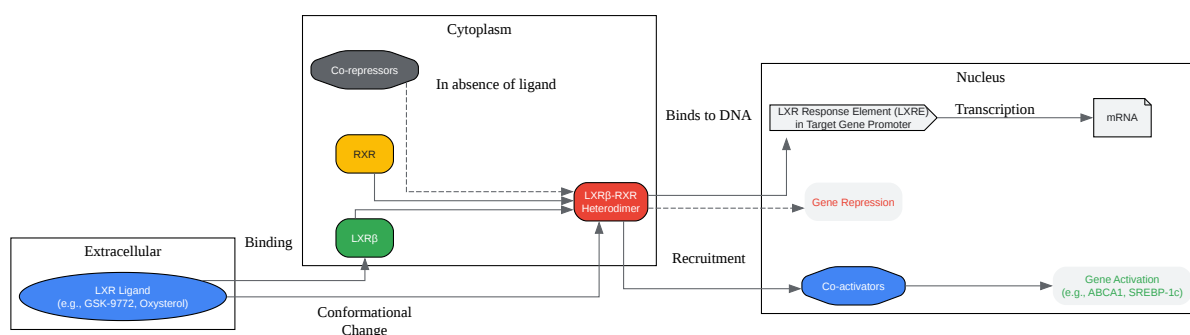 Cytoplasm
Co-repressors
In absence of ligand
Nucleus
Binds to DNA
LXR Response Element (LXRE)
in Target Gene Promoter
Transcription
mRNA
RXR
LXRβ-RXR
Heterodimer
Gene Repression
LXRβ
Extracellular
Binding
Recruitment
LXR Ligand
(e.g., GSK-9772, Oxysterol)
Co-activators
Gene Activation
(e.g., ABCA1, SREBP-1c)
Conformational
Change